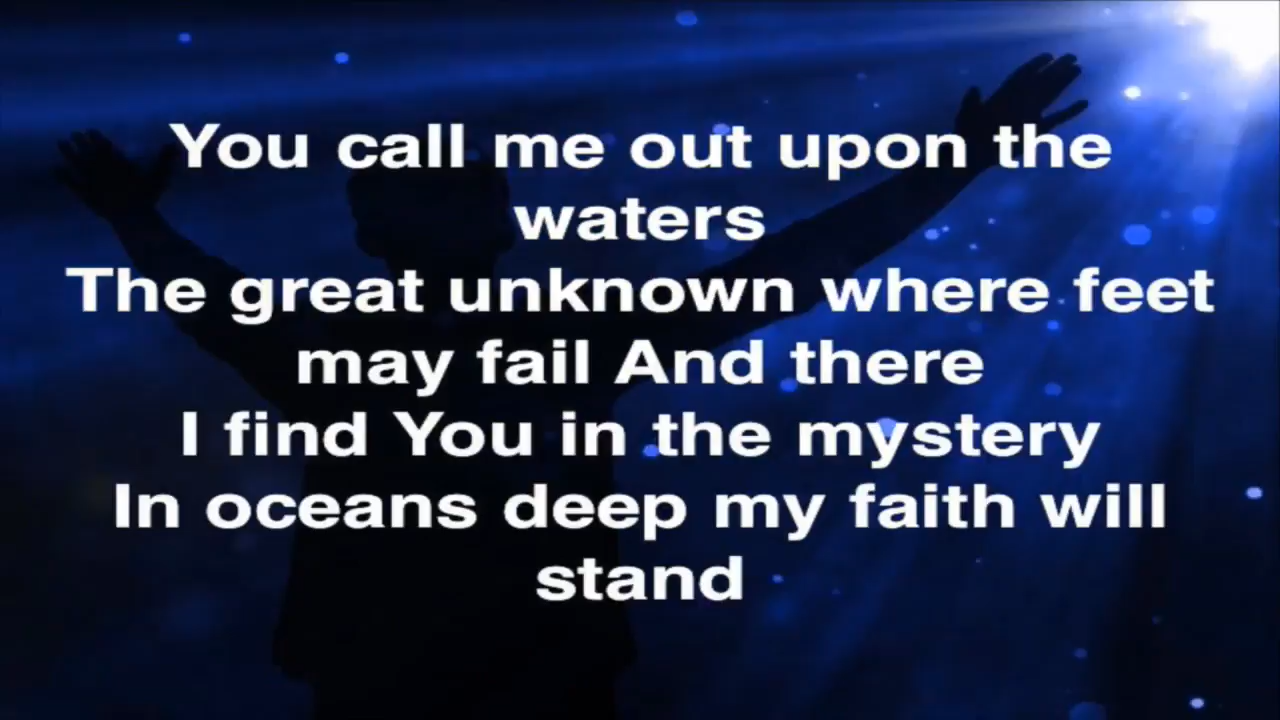 You call me out upon the
waters
The great unknown where feet
may fail And there
I find You in the mystery
In oceans deep my faith will
stand